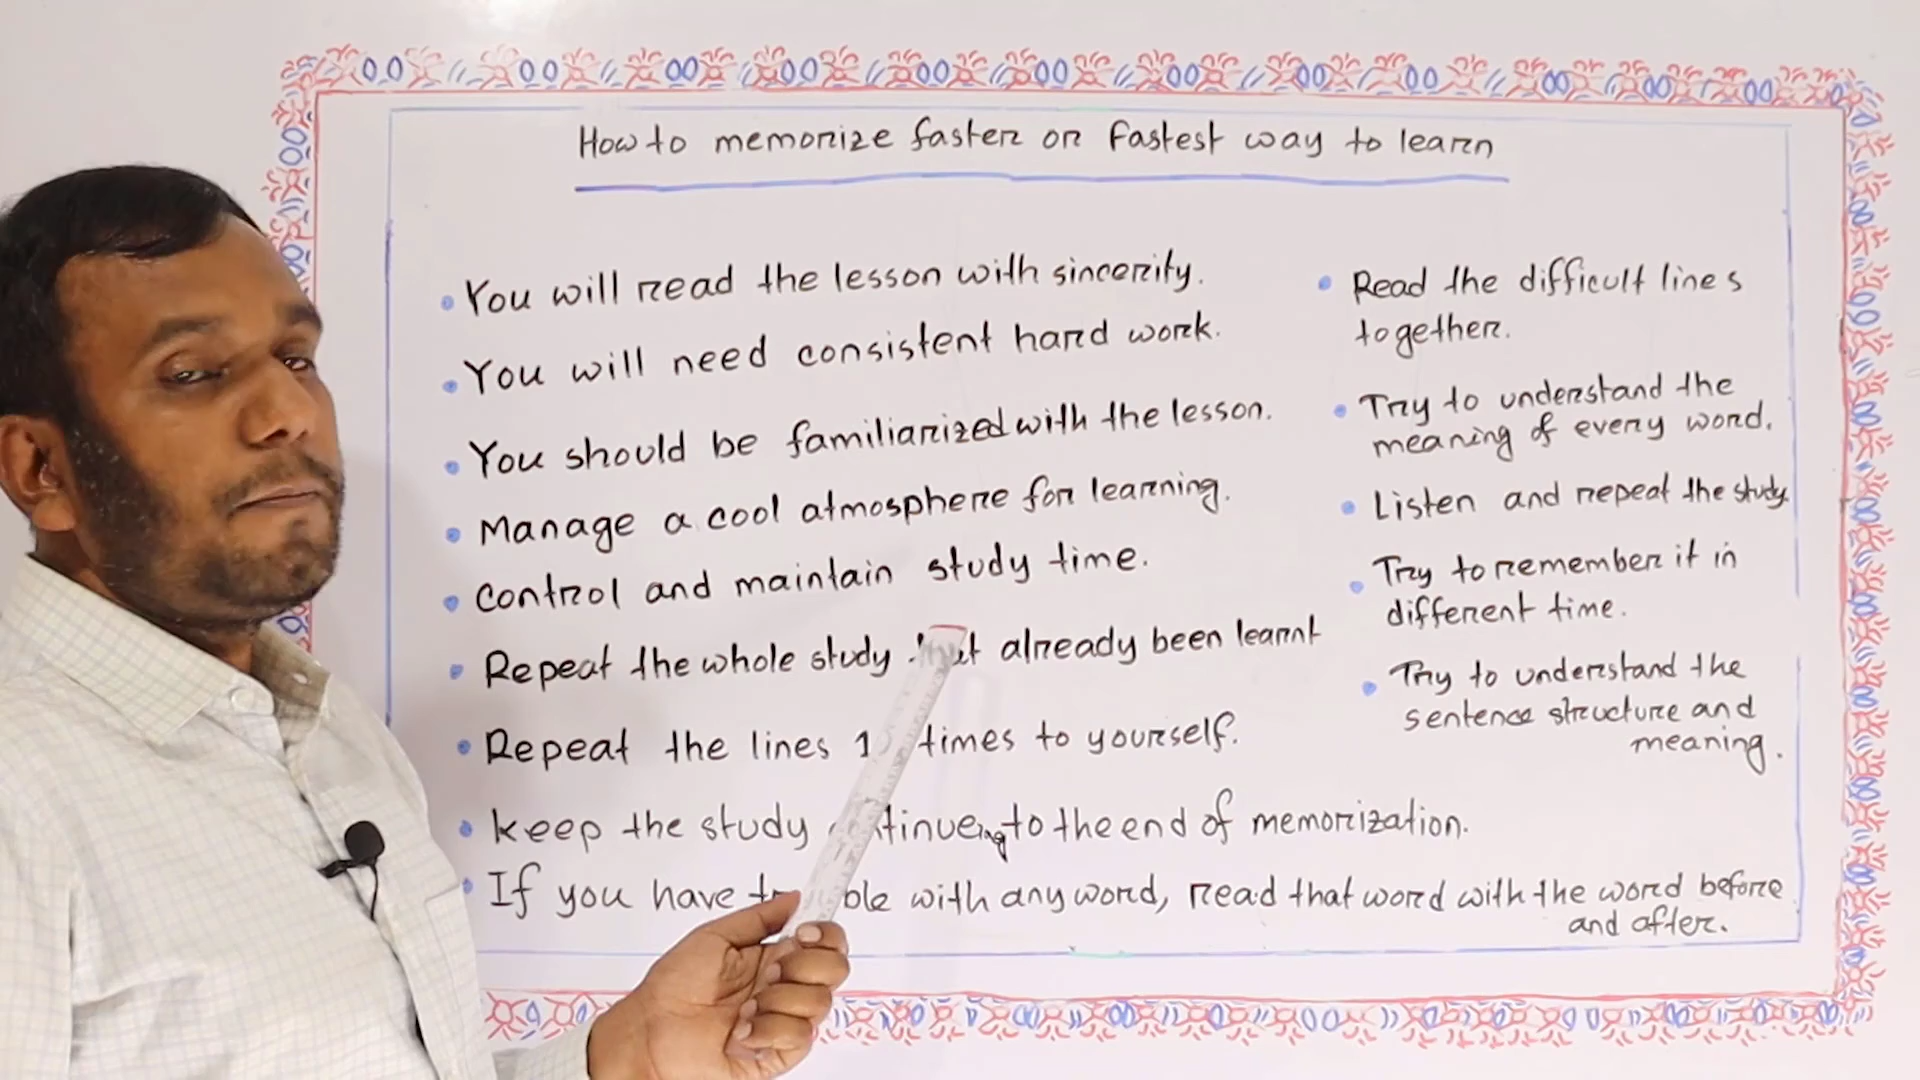 How to memorize faster or Fastest way to learn
You will read the lesson with sincerity.
You will need consistent hard work.
You should be familiarized with the lesson.
Manage a cool atmosphere for learning.
control and maintain study time.
Repeat the whole study already been learnt
Repeat the lines times to yourself.
keep the study to the end of memorization.
If you have with any word, read that word with the word before
and after.
Read the difficult lines
together.
Try to understand the
meaning of every word.
Listen and repeat the study.
Try to remember it in
different time.
Try to understand the
sentence structure and
meaning.